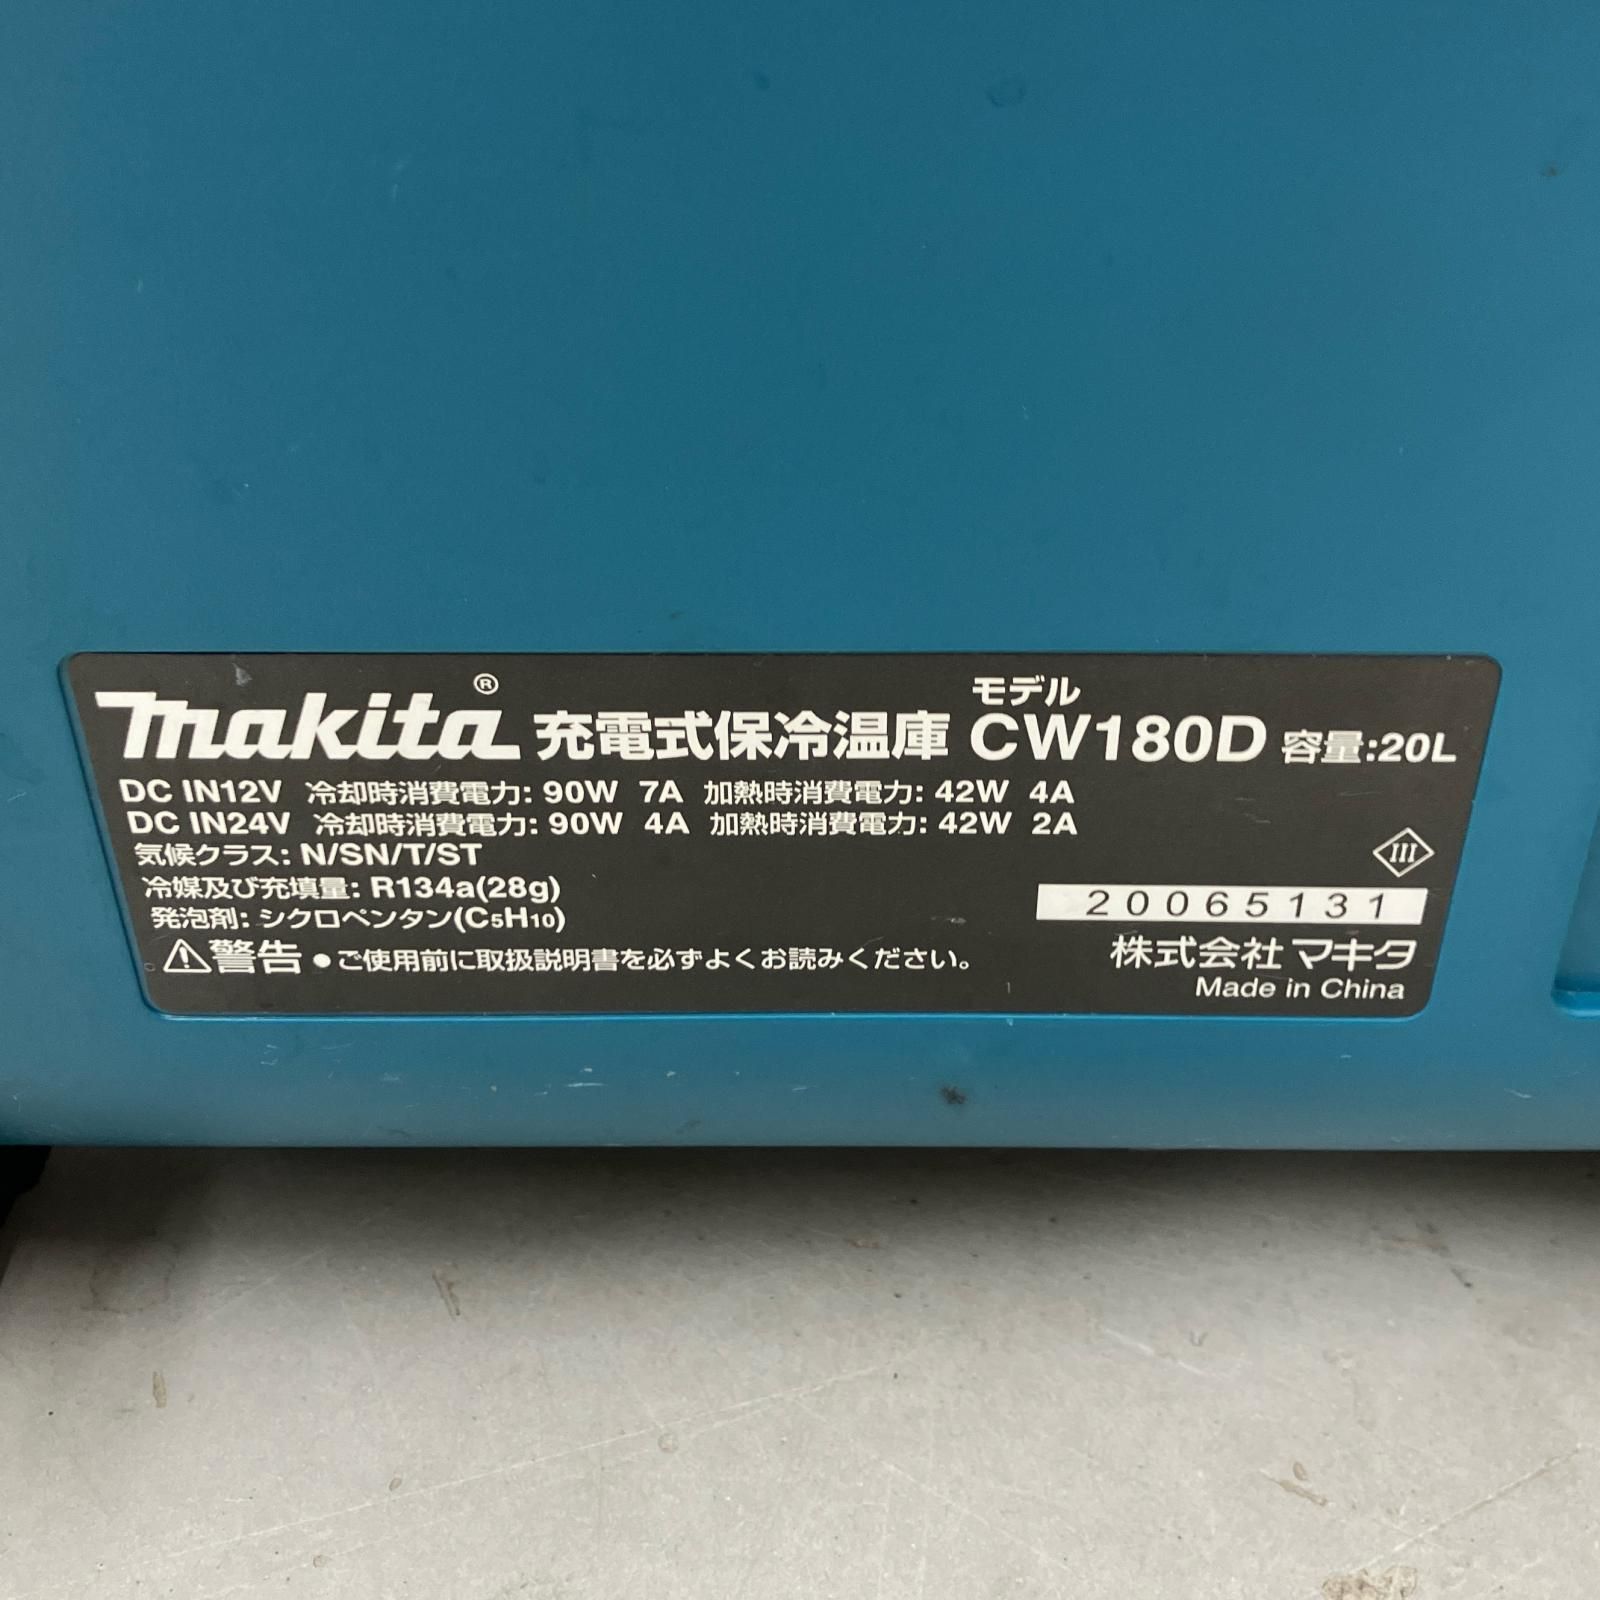 makita® 充電式保冷温庫 モデル CW180D 容量:20L
DC IN12V 冷却時消費電力: 90W 7A 加熱時消費電力: 42W 4A
DC IN24V 冷却時消費電力: 90W 4A 加熱時消費電力: 42W 2A
気候クラス: N/SN/T/ST
III
冷媒及び充填量: R134a(28g)
20065131
発泡剤: シクロペンタン(C5H10)
⚠警告 ●ご使用前に取扱説明書を必ずよくお読みください。
株式会社 マキタ
Made in China